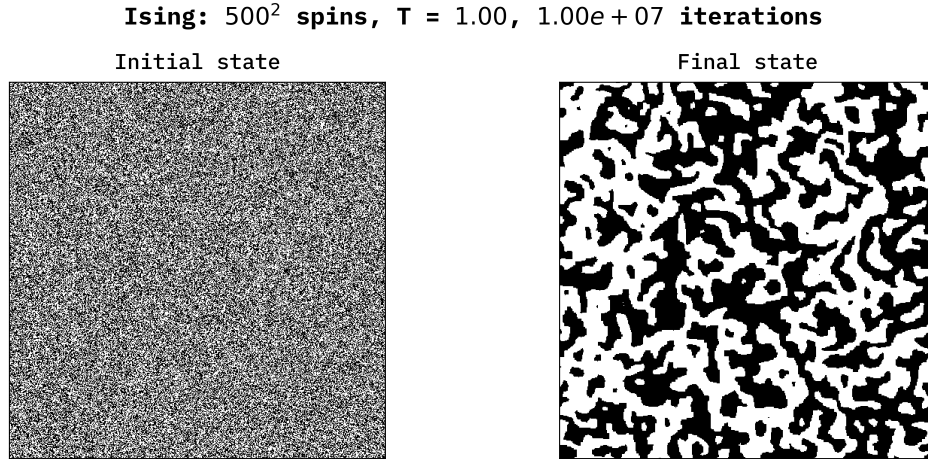 Ising: 500² spins, T = 1.00, 1.00e + 07 iterations
Initial state
Final state